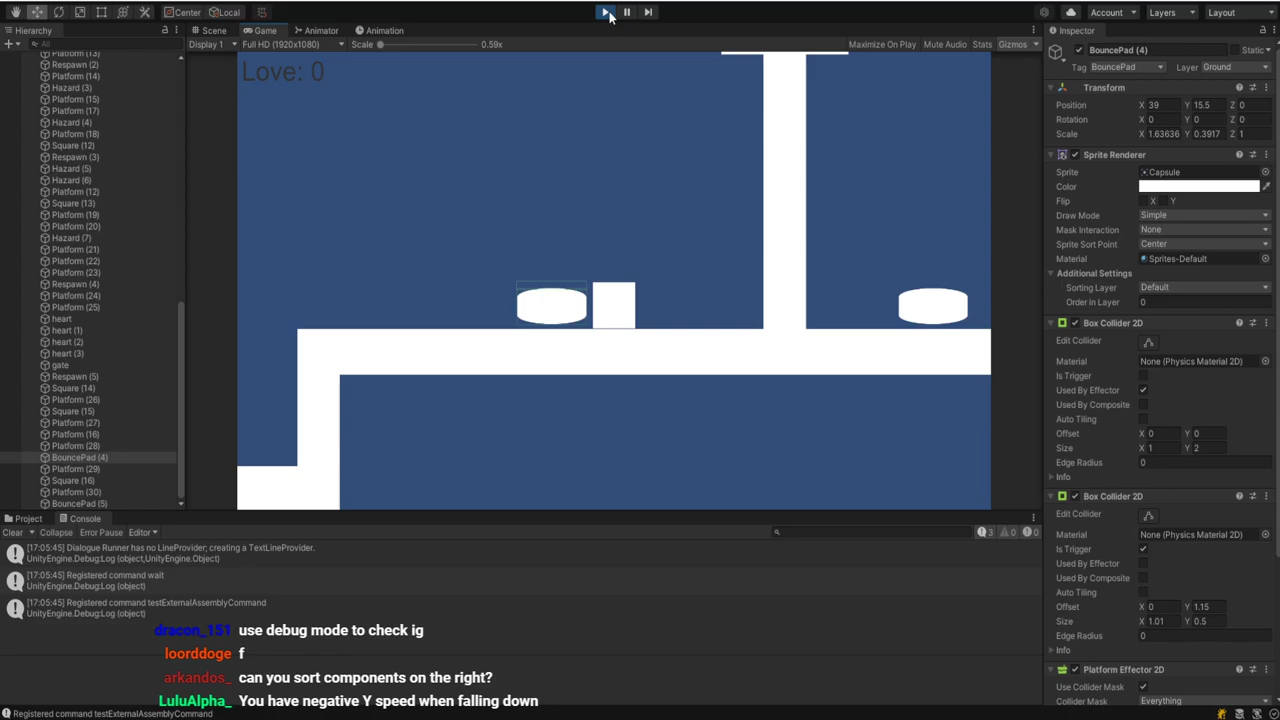 Center
Local
Account
Layers
Layout
Hierarchy
Scene
Game
Animator
Animation
Inspector
All
Display 1
Full HD (1920x1080)
Scale
0.59x
Maximize On Play
Mute Audio
Stats
Gizmos
Platform (13)
Respawn (2)
Platform (14)
Hazard (3)
Platform (15)
Platform (17)
Hazard (4)
Platform (18)
Square (12)
Respawn (3)
Hazard (5)
Hazard (6)
Platform (12)
Square (13)
Platform (19)
Platform (20)
Hazard (7)
Platform (21)
Platform (22)
Platform (23)
Respawn (4)
Platform (24)
Platform (25)
heart
heart (1)
heart (2)
heart (3)
gate
Respawn (5)
Square (14)
Platform (26)
Square (15)
Platform (27)
Platform (16)
Platform (28)
BouncePad (4)
Platform (29)
Square (16)
Platform (30)
BouncePad (5)
Love: 0
BouncePad (4)
Static
Tag BouncePad Layer Ground
Transform
Position X 39 Y 15.5 Z 0
Rotation X 0 Y 0 Z 0
Scale X 1.63636 Y 0.3917 Z 1
Sprite Renderer
Sprite Capsule
Color
Flip X Y
Draw Mode Simple
Mask Interaction None
Sprite Sort Point Center
Material Sprites-Default
Additional Settings
Sorting Layer Default
Order in Layer 0
Box Collider 2D
Edit Collider
Material None (Physics Material 2D)
Is Trigger
Used By Effector
Used By Composite
Auto Tiling
Offset X 0 Y 0
Size X 1 Y 2
Edge Radius 0
Info
Box Collider 2D
Edit Collider
Material None (Physics Material 2D)
Is Trigger
Used By Effector
Used By Composite
Auto Tiling
Offset X 0 Y 1.15
Size X 1.01 Y 0.5
Edge Radius 0
Info
Platform Effector 2D
Use Collider Mask
Collider Mask Everything
Project
Console
Clear
Collapse
Error Pause
Editor
3
0
0
[17:05:45] Dialogue Runner has no LineProvider; creating a TextLineProvider.
UnityEngine.Debug:Log (object,UnityEngine.Object)
[17:05:45] Registered command wait
UnityEngine.Debug:Log (object)
[17:05:45] Registered command testExternalAssemblyCommand
UnityEngine.Debug:Log (object)
dracon_151 use debug mode to check ig
loorddoge f
arkandos_ can you sort components on the right?
LuluAlpha_ You have negative Y speed when falling down
Registered command testExternalAssemblyCommand